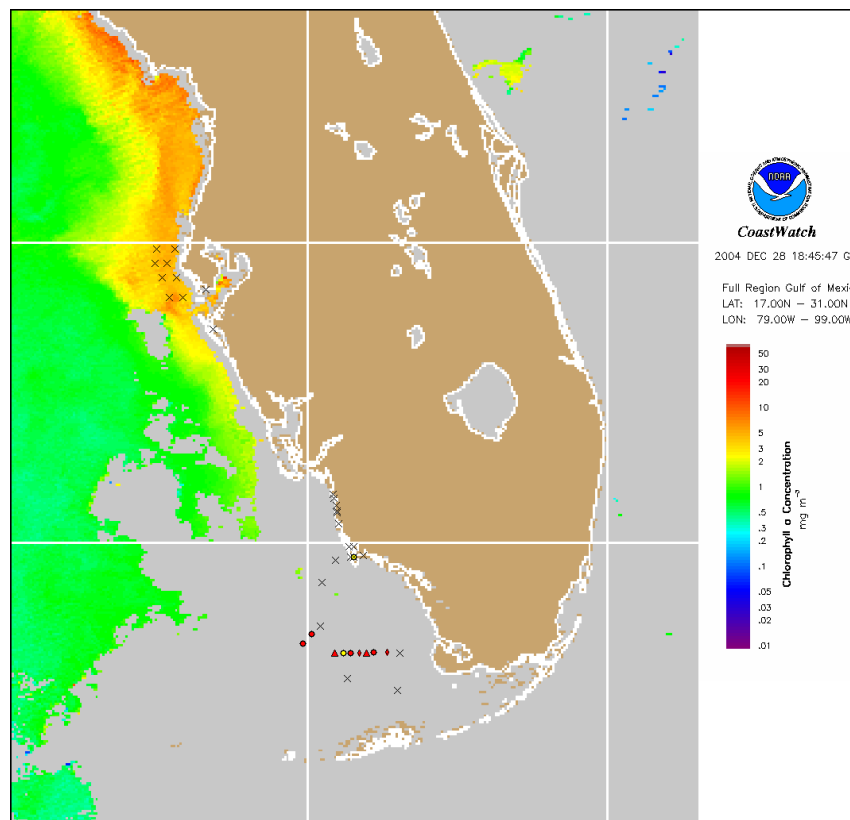 NOAA
CoastWatch
2004 DEC 28 18:45:47 G
Full Region Gulf of Mexi
LAT: 17.00N – 31.00N
LON: 79.00W – 99.00W
50
30
20
10
5
3
2
1
.5
.3
.2
.1
.05
.03
.02
.01
Chlorophyll a Concentration
mg m⁻³